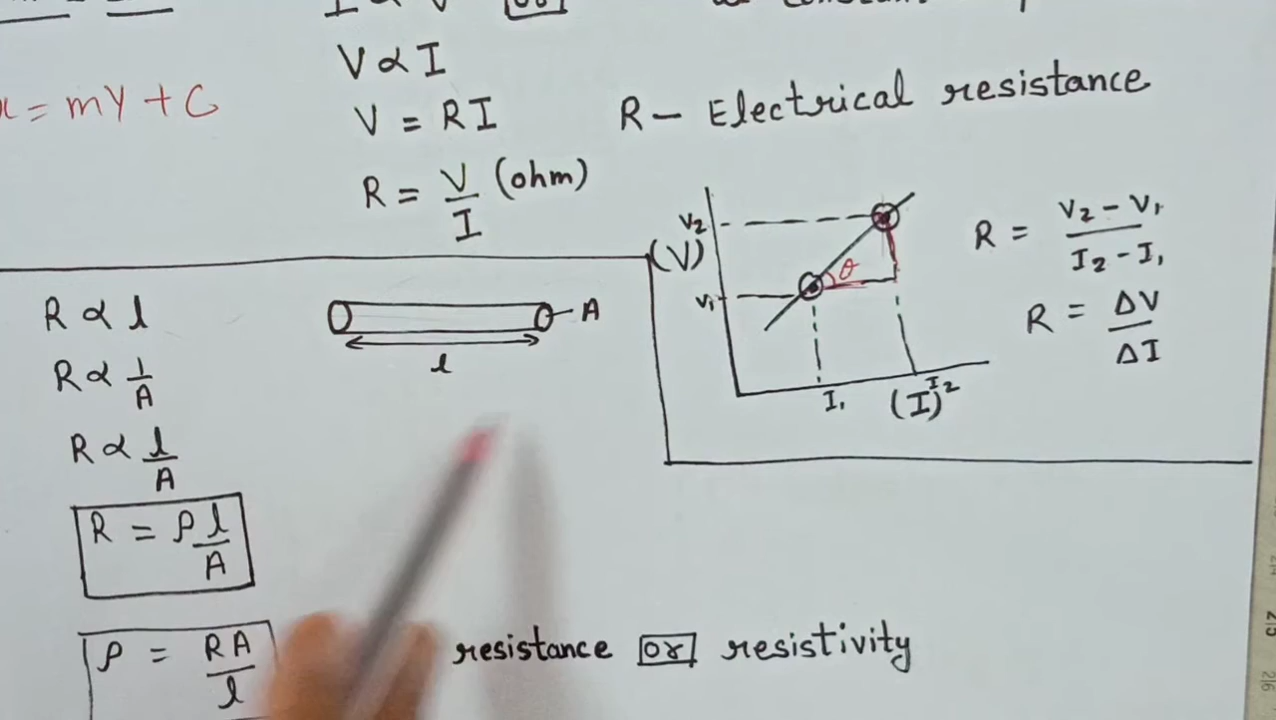 V ∝ I
x = mY + C
V = RI
R — Electrical resistance
R = V/I (ohm)
V₂
(V)
V₁
θ
I₁
I₂
(I)
R = V₂ - V₁ / I₂ - I₁
R = ΔV / ΔI
R ∝ l
A
l
R ∝ 1/A
R ∝ l/A
R = ρ l/A
ρ = RA/l
resistance or resistivity